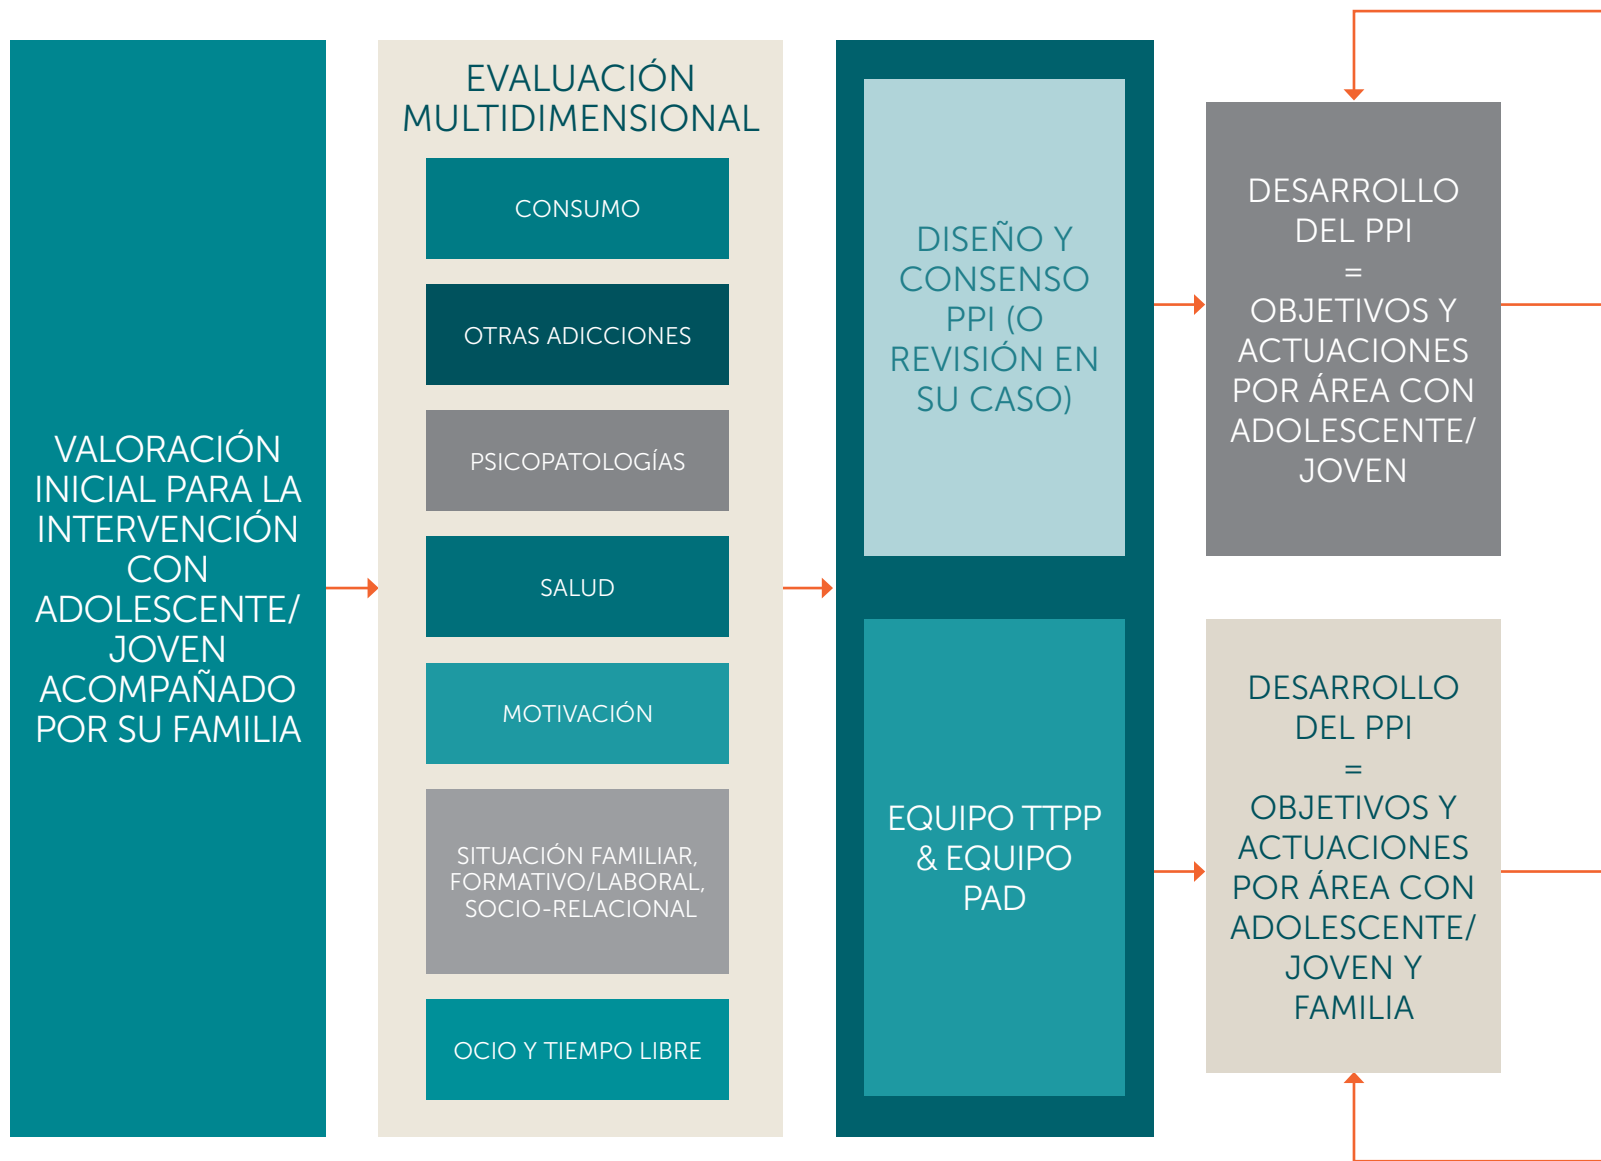 VALORACIÓN
INICIAL PARA LA
INTERVENCIÓN
CON
ADOLESCENTE/
JOVEN
ACOMPAÑADO
POR SU FAMILIA
EVALUACIÓN
MULTIDIMENSIONAL
CONSUMO
OTRAS ADICCIONES
PSICOPATOLOGÍAS
SALUD
MOTIVACIÓN
SITUACIÓN FAMILIAR,
FORMATIVO/LABORAL,
SOCIO-RELACIONAL
OCIO Y TIEMPO LIBRE
DISEÑO Y
CONSENSO
PPI (O
REVISIÓN EN
SU CASO)
EQUIPO TTPP
& EQUIPO
PAD
DESARROLLO
DEL PPI
=
OBJETIVOS Y
ACTUACIONES
POR ÁREA CON
ADOLESCENTE/
JOVEN
DESARROLLO
DEL PPI
=
OBJETIVOS Y
ACTUACIONES
POR ÁREA CON
ADOLESCENTE/
JOVEN Y
FAMILIA